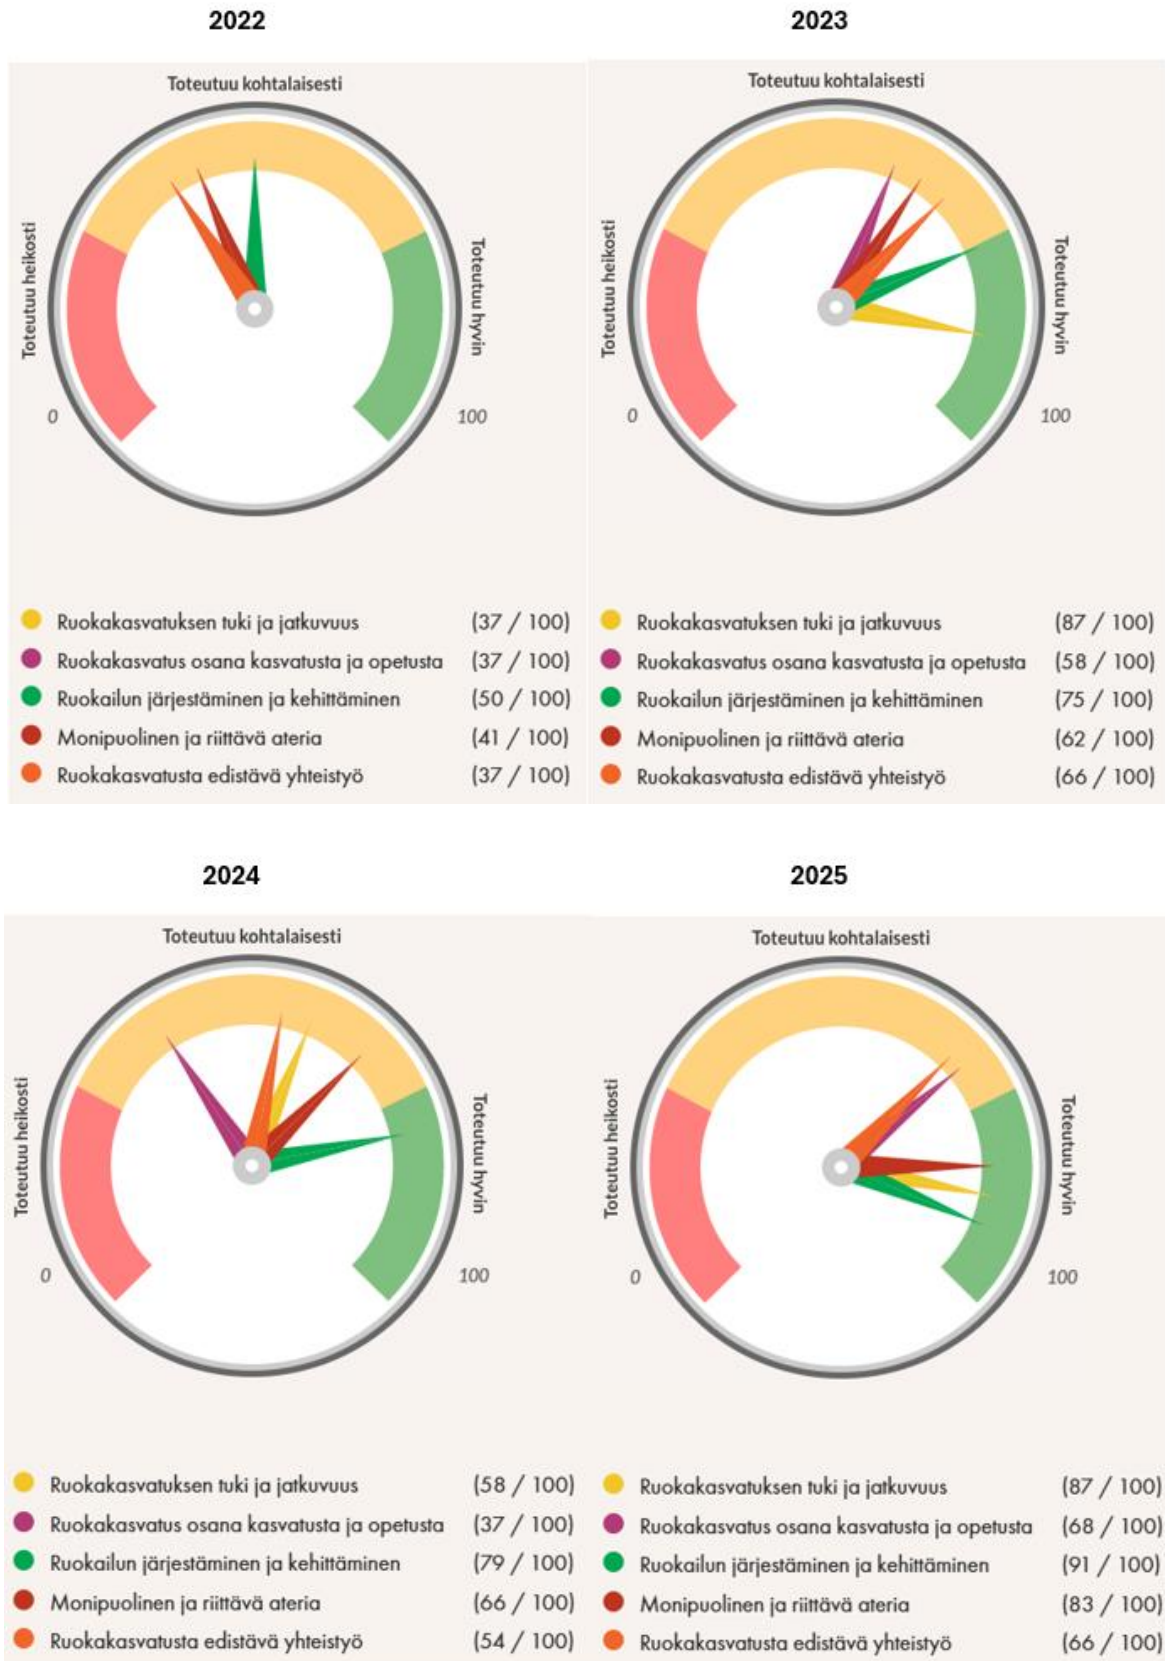 2022
Toteutuu kohtalaisesti
Toteutuu heikosti
Toteutuu hyvin
0
100
Ruokakasvatuksen tuki ja jatkuvuus (37 / 100)
Ruokakasvatus osana kasvatusta ja opetusta (37 / 100)
Ruokailun järjestäminen ja kehittäminen (50 / 100)
Monipuolinen ja riittävä ateria (41 / 100)
Ruokakasvatusta edistävä yhteistyö (37 / 100)
2023
Toteutuu kohtalaisesti
Toteutuu heikosti
Toteutuu hyvin
0
100
Ruokakasvatuksen tuki ja jatkuvuus (87 / 100)
Ruokakasvatus osana kasvatusta ja opetusta (58 / 100)
Ruokailun järjestäminen ja kehittäminen (75 / 100)
Monipuolinen ja riittävä ateria (62 / 100)
Ruokakasvatusta edistävä yhteistyö (66 / 100)
2024
Toteutuu kohtalaisesti
Toteutuu heikosti
Toteutuu hyvin
0
100
Ruokakasvatuksen tuki ja jatkuvuus (58 / 100)
Ruokakasvatus osana kasvatusta ja opetusta (37 / 100)
Ruokailun järjestäminen ja kehittäminen (79 / 100)
Monipuolinen ja riittävä ateria (66 / 100)
Ruokakasvatusta edistävä yhteistyö (54 / 100)
2025
Toteutuu kohtalaisesti
Toteutuu heikosti
Toteutuu hyvin
0
100
Ruokakasvatuksen tuki ja jatkuvuus (87 / 100)
Ruokakasvatus osana kasvatusta ja opetusta (68 / 100)
Ruokailun järjestäminen ja kehittäminen (91 / 100)
Monipuolinen ja riittävä ateria (83 / 100)
Ruokakasvatusta edistävä yhteistyö (66 / 100)